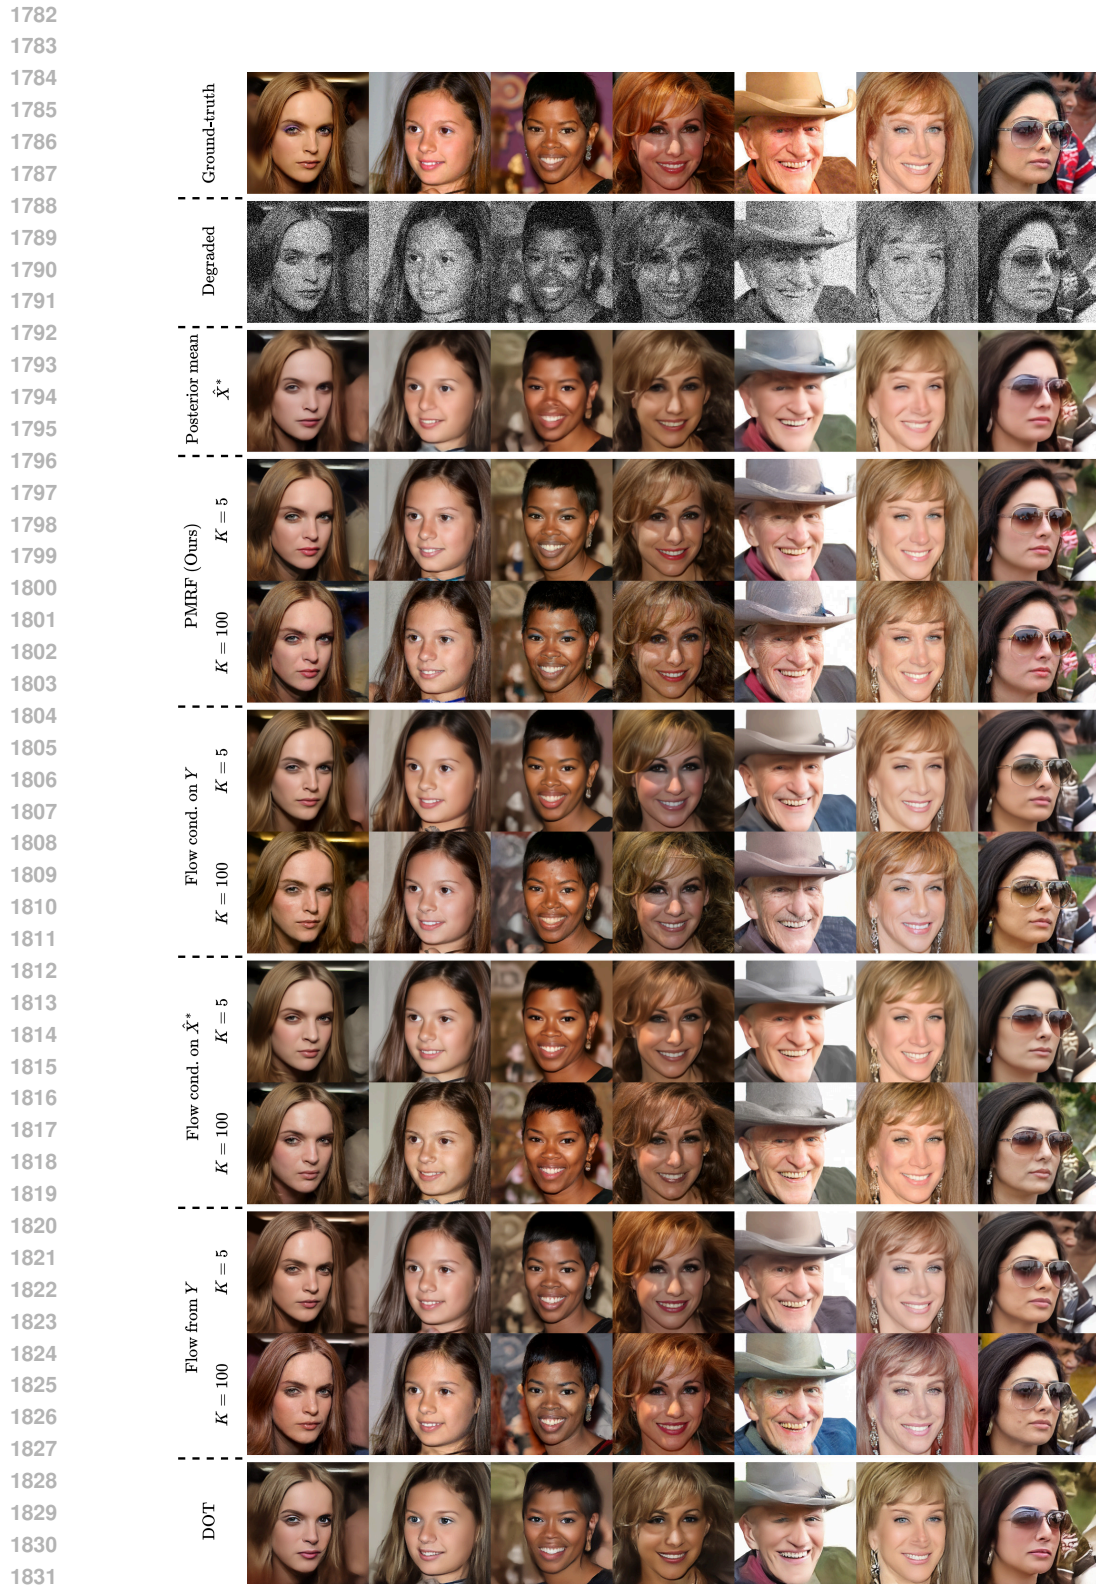 1782
1783
1784
1785
1786
1787
1788
1789
1790
1791
1792
1793
1794
1795
1796
1797
1798
1799
1800
1801
1802
1803
1804
1805
1806
1807
1808
1809
1810
1811
1812
1813
1814
1815
1816
1817
1818
1819
1820
1821
1822
1823
1824
1825
1826
1827
1828
1829
1830
1831
Ground-truth
Degraded
Posterior mean
X̂*
PMRF (Ours)
K = 5
K = 100
Flow cond. on Y
K = 5
K = 100
Flow cond. on X̂*
K = 5
K = 100
Flow from Y
K = 5
K = 100
DOT